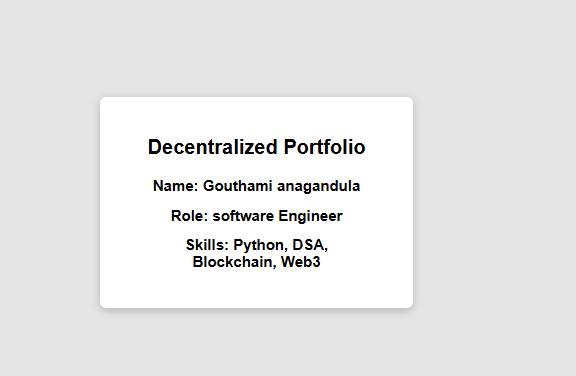 Decentralized Portfolio
Name: Gouthami anagandula
Role: software Engineer
Skills: Python, DSA,
Blockchain, Web3